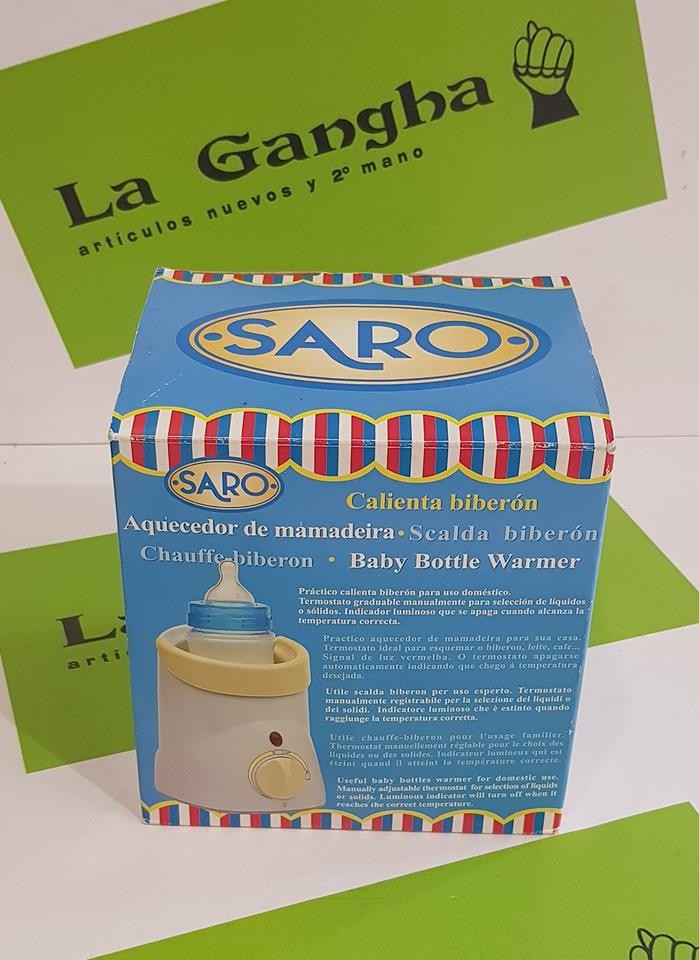 La Gangha
artículos nuevos y 2º mano
SARO
SARO
Calienta biberón
Aquecedor de mamadeira • Scalda biberón
Chauffe-biberon • Baby Bottle Warmer
Práctico calienta biberón para uso doméstico.
Termostato graduable manualmente para selección de líquidos
o sólidos. Indicador luminoso que se apaga cuando alcanza la
temperatura correcta.
Practico aquecedor de mamadeira para sua casa.
Termostato ideal para esquemar o biberon, leite, cafe...
Signal de luz vermelha. O termostato apagarse
automaticamente indicando que chego á temperatura
desejada.
Utile scalda biberon per uso esperto. Termostato
manualmente registrabile per la selezione dei liquidi o
dei solidi. Indicatore luminoso che è estinto quando
raggiunge la temperatura corretta.
Utile chauffe-biberon pour l'usage familier.
Thermostat manuellement réglable pour le choix des
liquides ou des solides. Indicateur lumineux qui est
éteint quand il atteint la température correcte.
Useful baby bottles warmer for domestic use.
Manually adjustable thermostat for selection of liquids
or solids. Luminous indicator will turn off when it
reaches the correct temperature.
0
La
artí